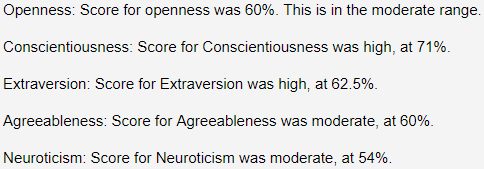 Openness: Score for openness was 60%. This is in the moderate range.
Conscientiousness: Score for Conscientiousness was high, at 71%.
Extraversion: Score for Extraversion was high, at 62.5%.
Agreeableness: Score for Agreeableness was moderate, at 60%.
Neuroticism: Score for Neuroticism was moderate, at 54%.